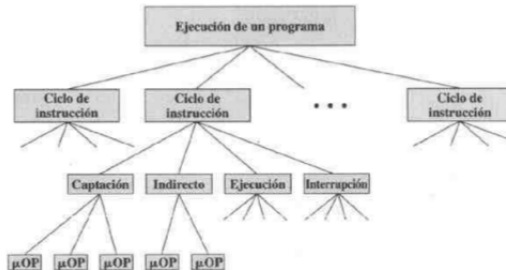 Ejecución de un programa
Ciclo de
instrucción
Ciclo de
instrucción
Ciclo de
instrucción
Captación
Indirecto
Ejecución
Interrupción
µOP
µOP
µOP
µOP
µOP